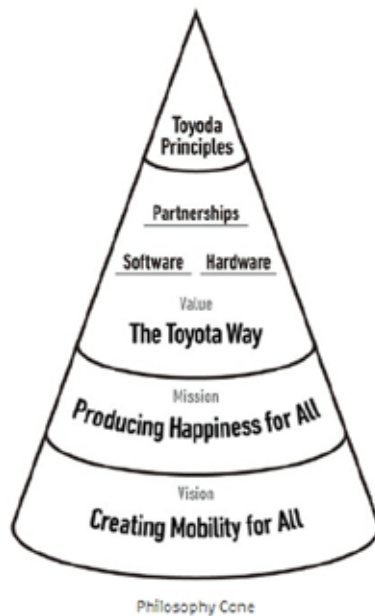 Toyoda
Principles
Partnerships
Software Hardware
Value
The Toyota Way
Mission
Producing Happiness for All
Vision
Creating Mobility for All
Philosophy Cone